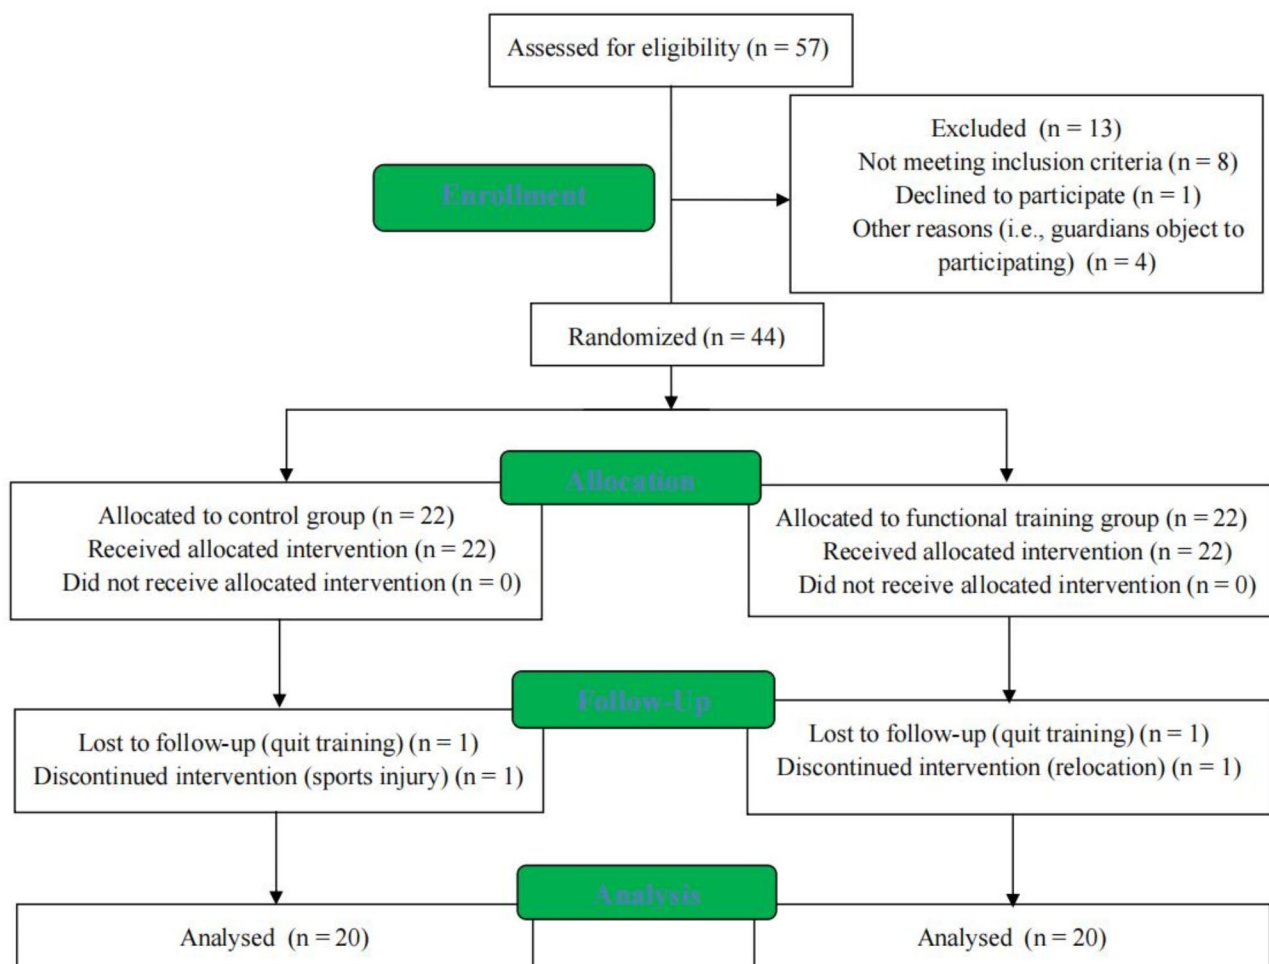 Assessed for eligibility (n = 57)
Excluded (n = 13)
Not meeting inclusion criteria (n = 8)
Declined to participate (n = 1)
Other reasons (i.e., guardians object to
participating) (n = 4)
Enrollment
Randomized (n = 44)
Allocation
Allocated to control group (n = 22)
Received allocated intervention (n = 22)
Did not receive allocated intervention (n = 0)
Allocated to functional training group (n = 22)
Received allocated intervention (n = 22)
Did not receive allocated intervention (n = 0)
Follow-Up
Lost to follow-up (quit training) (n = 1)
Discontinued intervention (sports injury) (n = 1)
Lost to follow-up (quit training) (n = 1)
Discontinued intervention (relocation) (n = 1)
Analysis
Analysed (n = 20)
Analysed (n = 20)